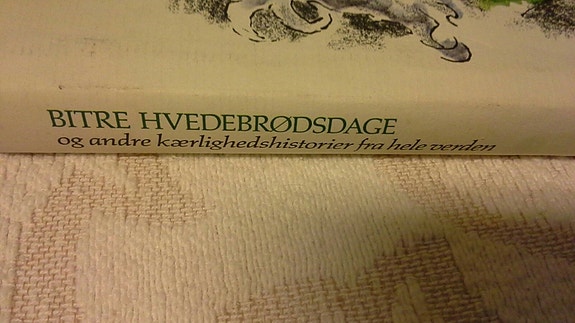 BITRE HVEDEBRØDSDAGE
og andre kærlighedshistorier fra hele verden